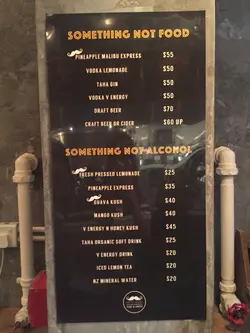 SOMETHING NOT FOOD
PINEAPPLE MALIBU EXPRESS $55
VODKA LEMONADE $50
TAHA GIN $50
VODKA V ENERGY $50
DRAFT BEER $70
CRAFT BEER OR CIDER $60 UP
SOMETHING NOT ALCOHOL
FRESH PRESSED LEMONADE $25
PINEAPPLE EXPRESS $35
GUAVA KUSH $40
MANGO KUSH $40
V ENERGY N HONEY KUSH $45
TAHA ORGANIC SOFT DRINK $25
V ENERGY DRINK $20
ICED LEMON TEA $20
NZ MINERAL WATER $20